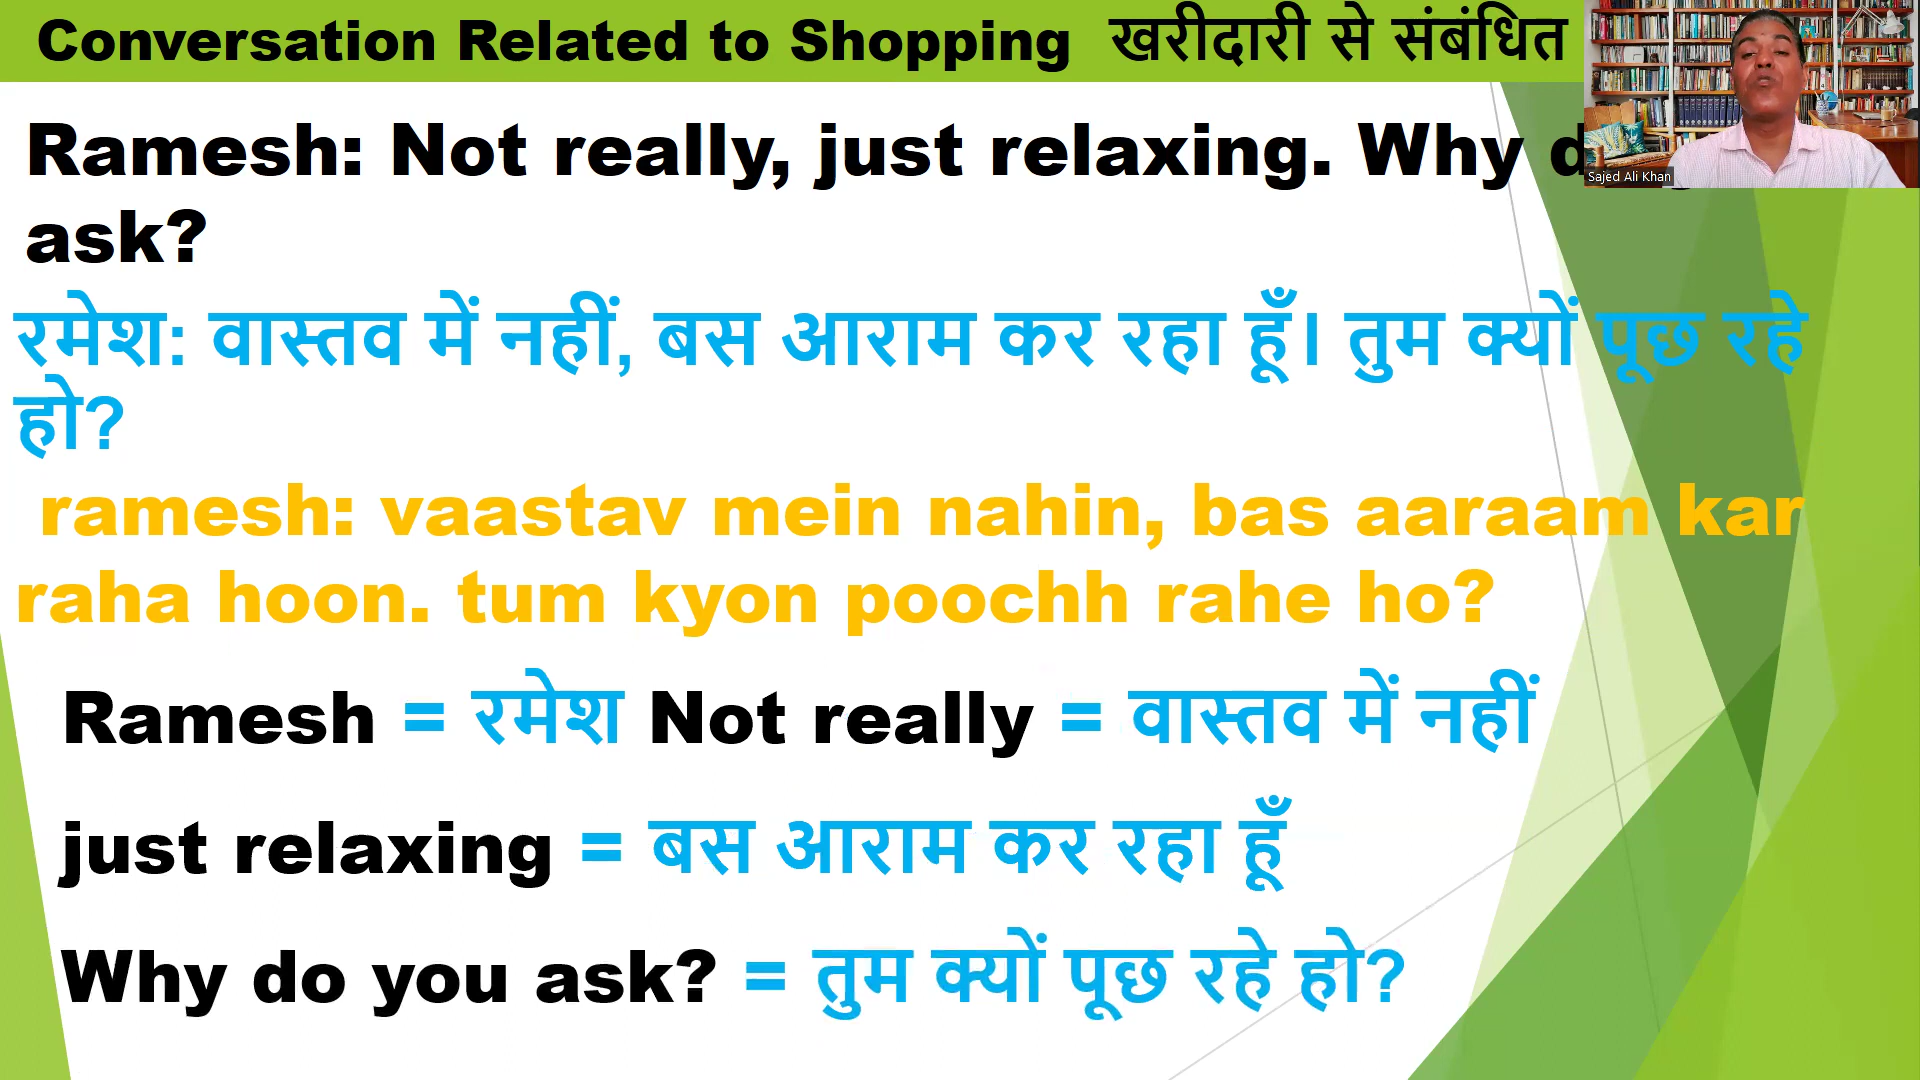 Conversation Related to Shopping खरीदारी से संबंधित
Ramesh: Not really, just relaxing. Why
ask?
रमेश: वास्तव में नहीं, बस आराम कर रहा हूँ। तुम क्यों पूछ रहे
हो?
ramesh: vaastav mein nahin, bas aaraam kar
raha hoon. tum kyon poochh rahe ho?
Ramesh = रमेश Not really = वास्तव में नहीं
just relaxing = बस आराम कर रहा हूँ
Why do you ask? = तुम क्यों पूछ रहे हो?
Sajed Ali Khan